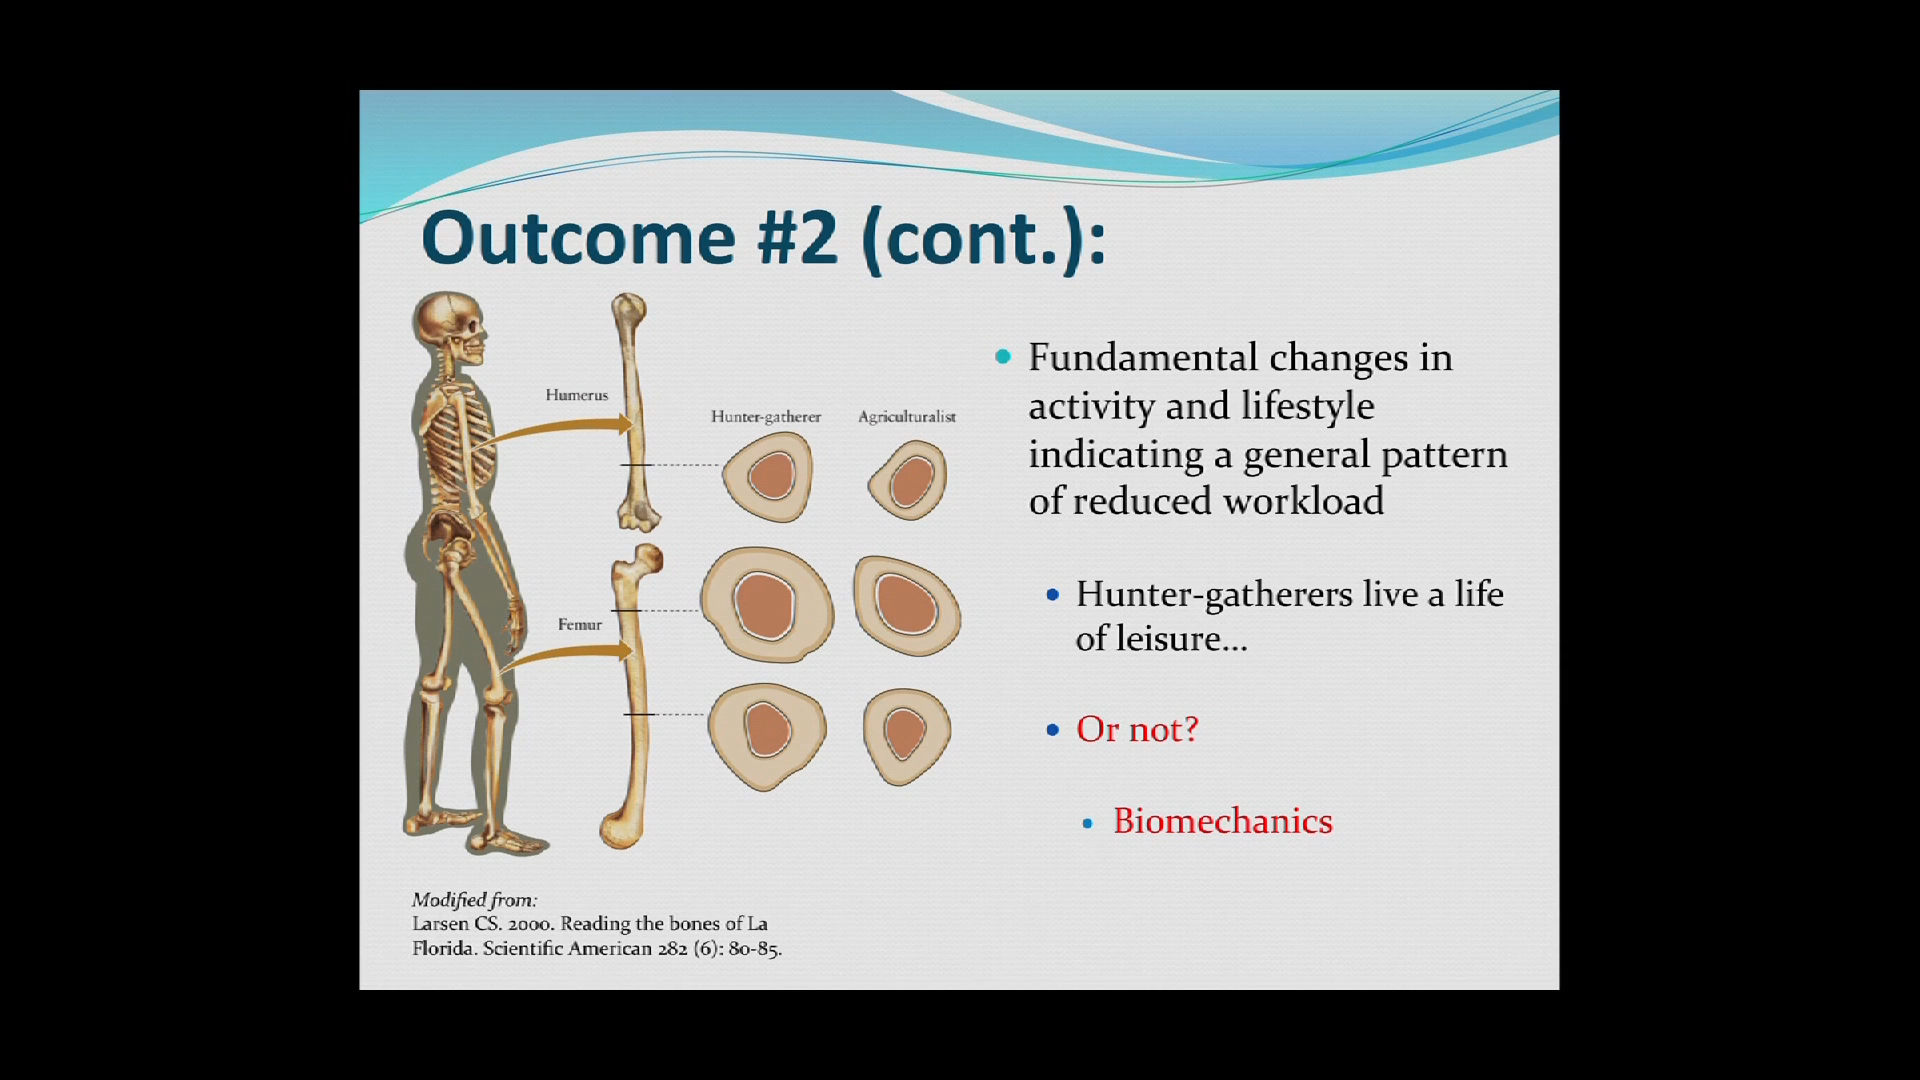 Outcome #2 (cont.):
Humerus
Hunter-gatherer
Agriculturalist
Femur
• Fundamental changes in
activity and lifestyle
indicating a general pattern
of reduced workload
• Hunter-gatherers live a life
of leisure...
• Or not?
• Biomechanics
Modified from:
Larsen CS. 2000. Reading the bones of La
Florida. Scientific American 282 (6): 80-85.